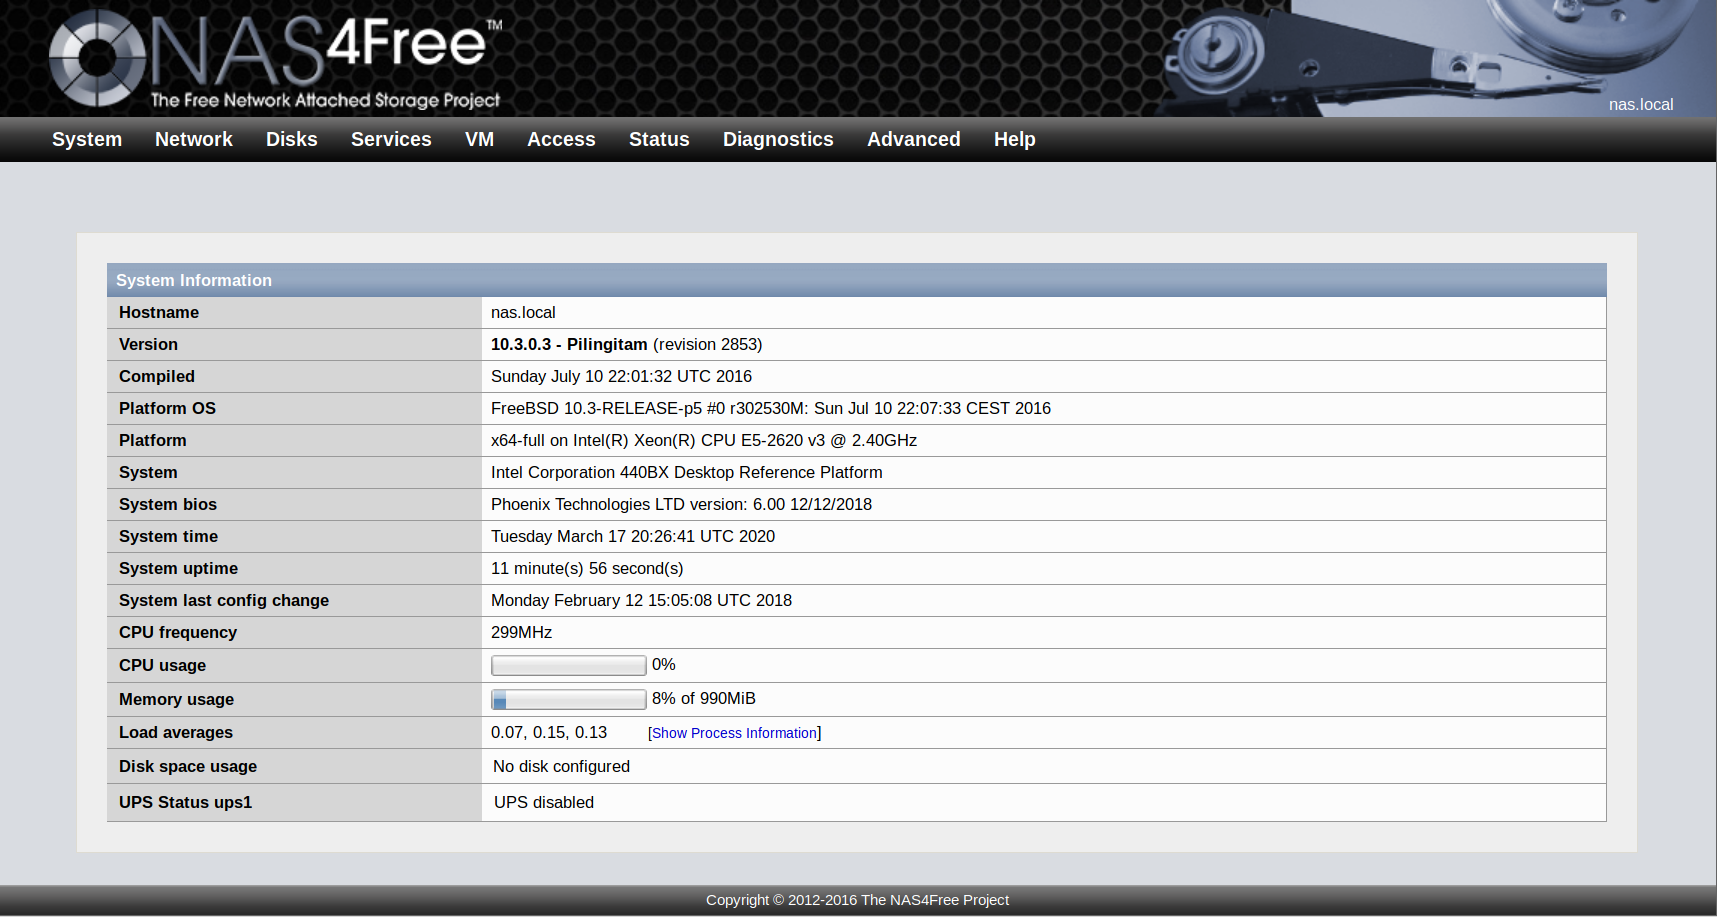 NAS4Free™
The Free Network Attached Storage Project
nas.local
System Network Disks Services VM Access Status Diagnostics Advanced Help
System Information
Hostname nas.local
Version 10.3.0.3 - Pilingitam (revision 2853)
Compiled Sunday July 10 22:01:32 UTC 2016
Platform OS FreeBSD 10.3-RELEASE-p5 #0 r302530M: Sun Jul 10 22:07:33 CEST 2016
Platform x64-full on Intel(R) Xeon(R) CPU E5-2620 v3 @ 2.40GHz
System Intel Corporation 440BX Desktop Reference Platform
System bios Phoenix Technologies LTD version: 6.00 12/12/2018
System time Tuesday March 17 20:26:41 UTC 2020
System uptime 11 minute(s) 56 second(s)
System last config change Monday February 12 15:05:08 UTC 2018
CPU frequency 299MHz
CPU usage 0%
Memory usage 8% of 990MiB
Load averages 0.07, 0.15, 0.13 [Show Process Information]
Disk space usage No disk configured
UPS Status ups1 UPS disabled
Copyright © 2012-2016 The NAS4Free Project